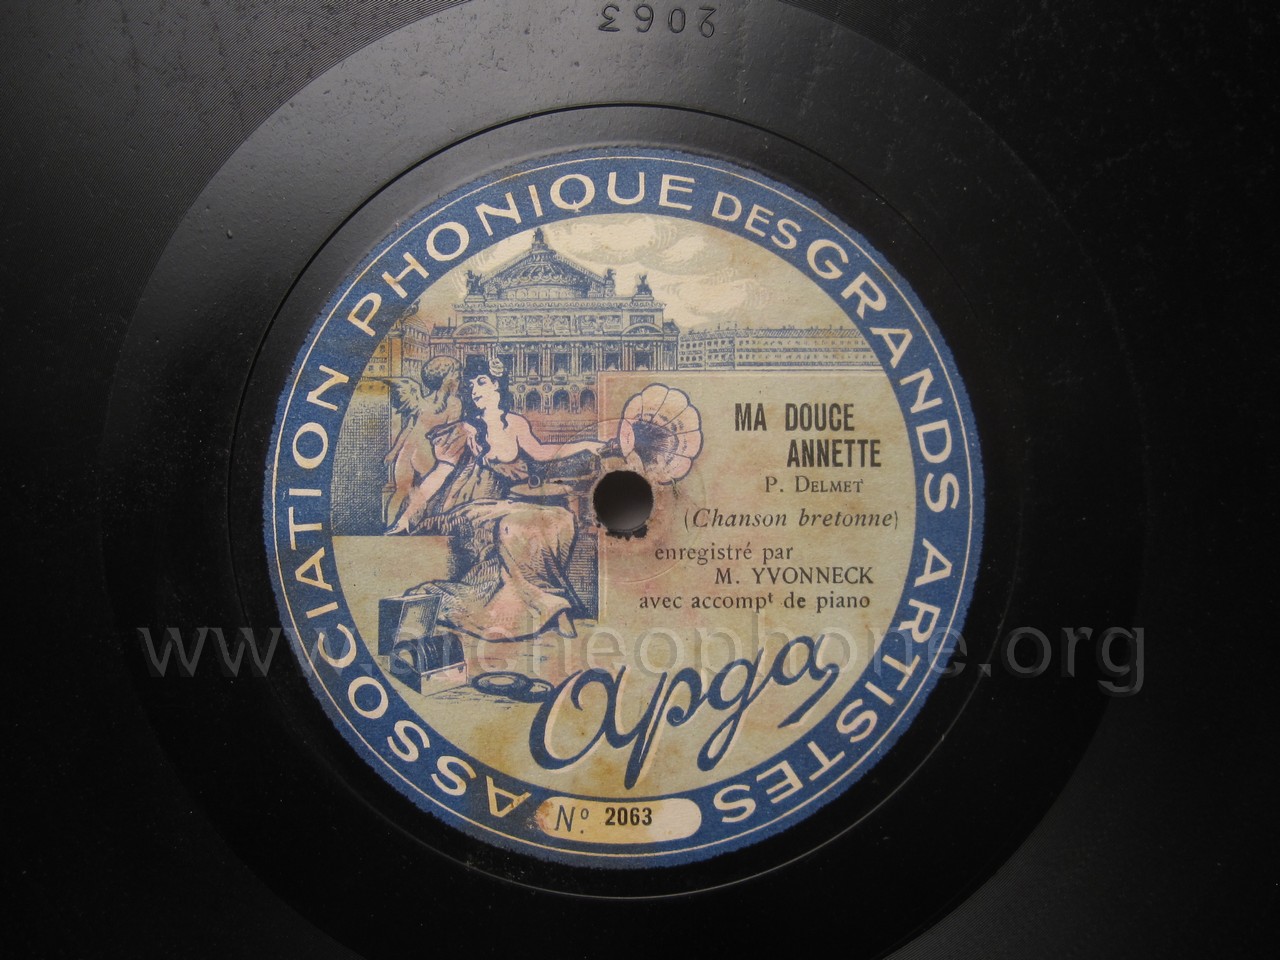 2063
ASSOCIATION PHONIQUE DES GRANDS ARTISTES
MA DOUCE
ANNETTE
P. DELMET
(Chanson bretonne)
enregistré par
M. YVONNECK
avec accompt de piano
Apga
No. 2063
www.archeophone.org